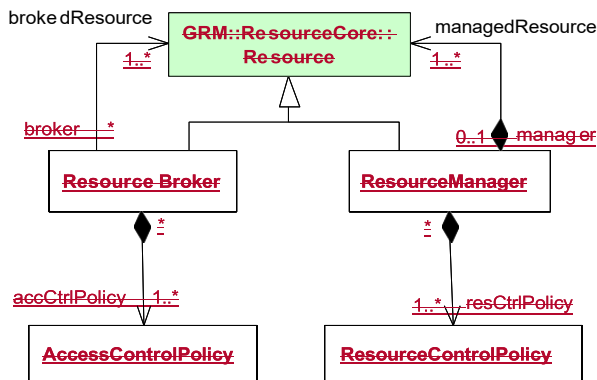 brokedResource
GRM::ResourceCore::
Resource
managedResource
1..*
1..*
broker *
0..1 manager
Resource Broker
ResourceManager
*
*
accCtrlPolicy 1..*
1..* resCtrlPolicy
AccessControlPolicy
ResourceControlPolicy